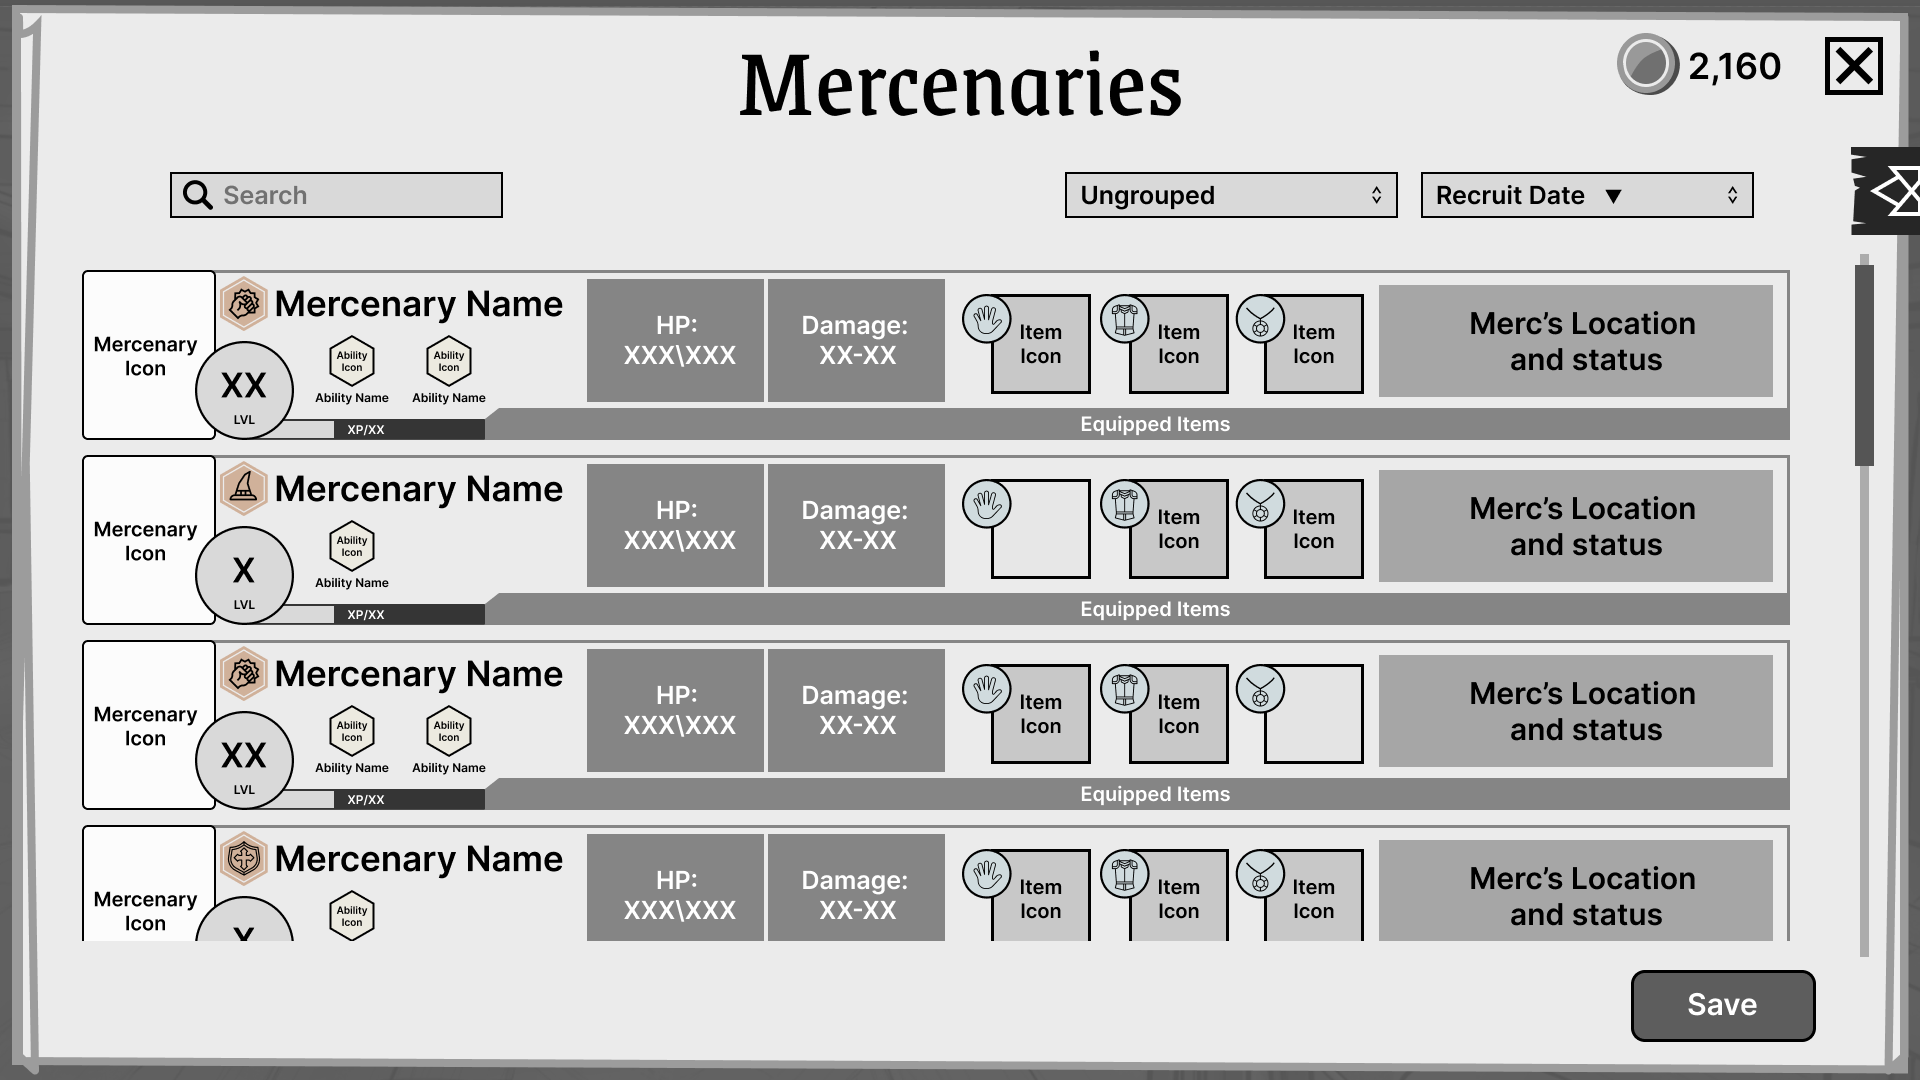 Mercenaries
2,160
Search
Ungrouped
Recruit Date
Mercenary
Icon
Mercenary Name
XX
LVL
Ability
Icon
Ability Name
Ability
Icon
Ability Name
XP/XX
HP:
XXX\XXX
Damage:
XX-XX
Item
Icon
Item
Icon
Item
Icon
Merc’s Location
and status
Equipped Items
Mercenary
Icon
Mercenary Name
X
LVL
Ability
Icon
Ability Name
XP/XX
HP:
XXX\XXX
Damage:
XX-XX
Item
Icon
Item
Icon
Merc’s Location
and status
Equipped Items
Mercenary
Icon
Mercenary Name
XX
LVL
Ability
Icon
Ability Name
Ability
Icon
Ability Name
XP/XX
HP:
XXX\XXX
Damage:
XX-XX
Item
Icon
Item
Icon
Merc’s Location
and status
Equipped Items
Mercenary
Icon
Mercenary Name
X
Ability
Icon
HP:
XXX\XXX
Damage:
XX-XX
Item
Icon
Item
Icon
Item
Icon
Merc’s Location
and status
Save